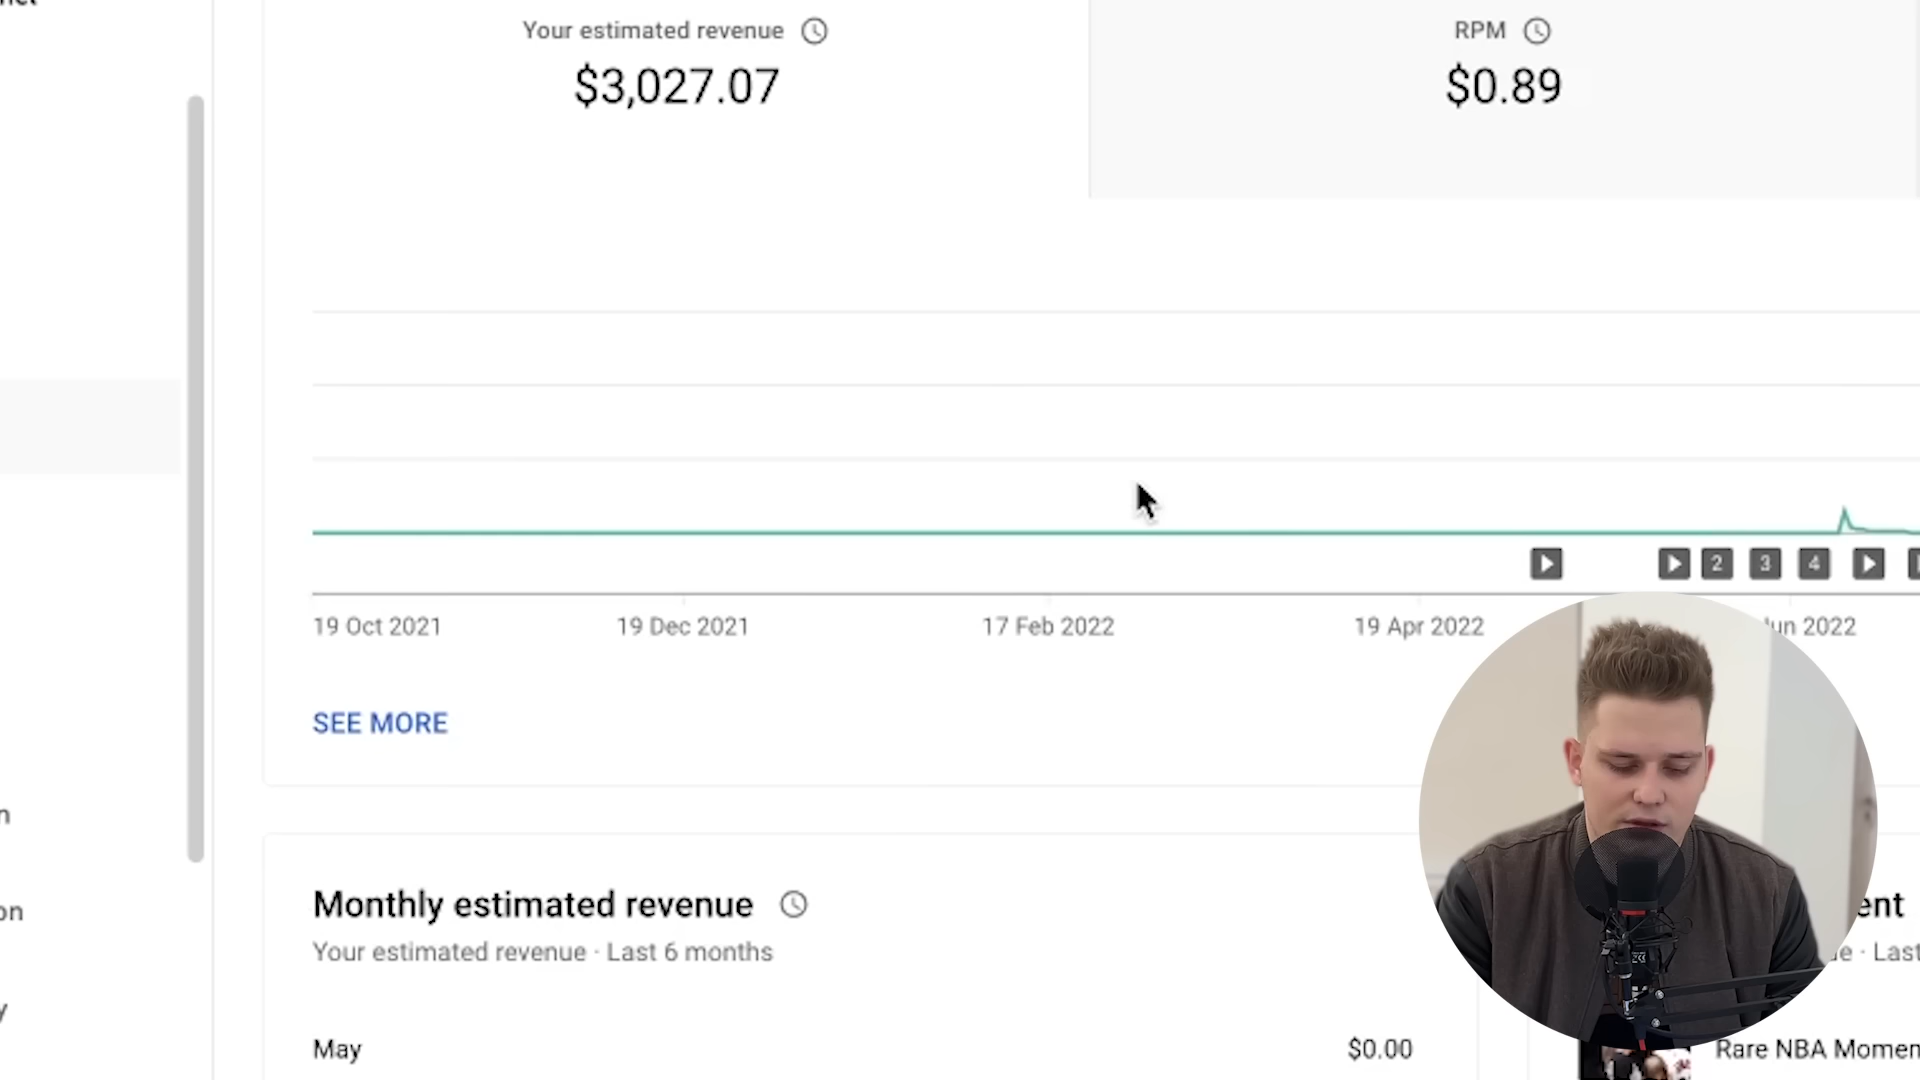 Your estimated revenue
$3,027.07
RPM
$0.89
2 3 4
19 Oct 2021
19 Dec 2021
17 Feb 2022
19 Apr 2022
2022
SEE MORE
Monthly estimated revenue
Your estimated revenue · Last 6 months
May
$0.00
Rare NBA